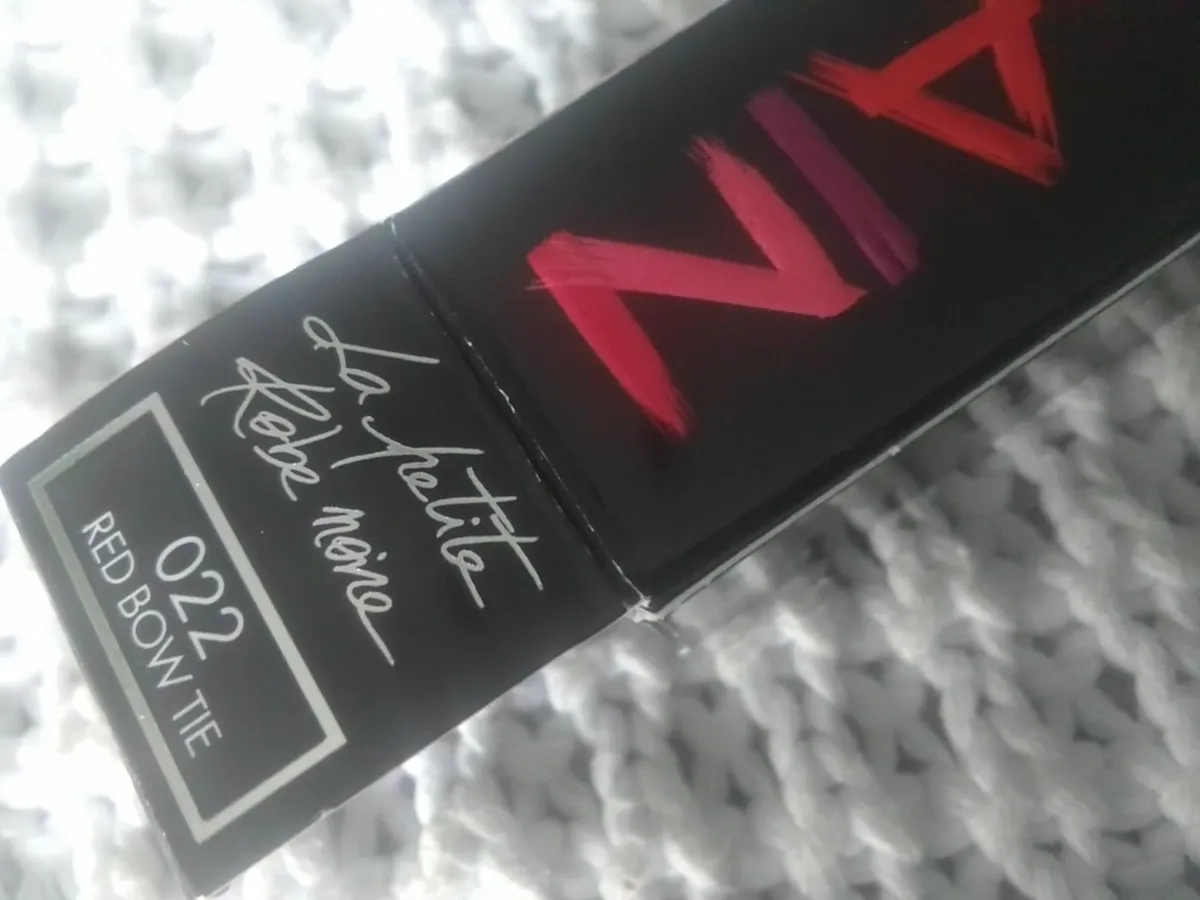 La petite
Robe noire
022
RED BOW TIE